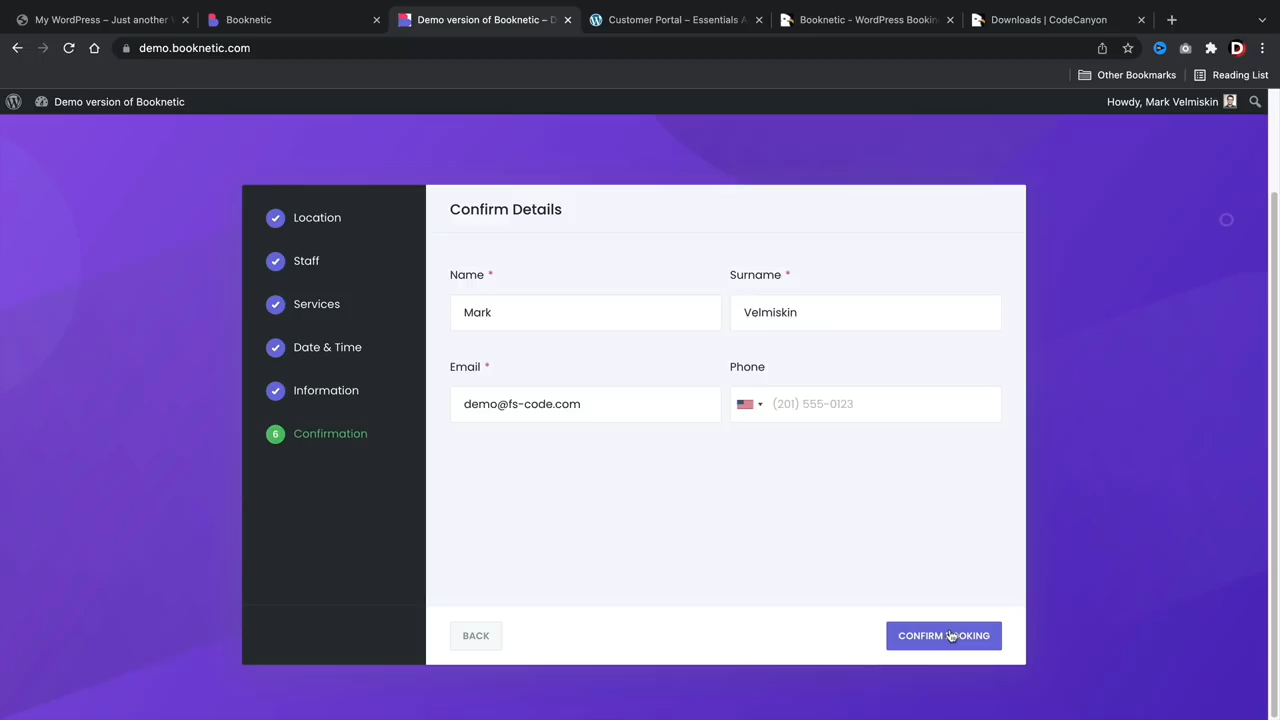 My WordPress – Just another
Booknetic
Demo version of Booknetic – D
Customer Portal – Essentials A
Booknetic - WordPress Bookin
Downloads | CodeCanyon
demo.booknetic.com
Other Bookmarks
Reading List
Demo version of Booknetic
Howdy, Mark Velmiskin
Location
Staff
Services
Date & Time
Information
6 Confirmation
Confirm Details
Name *
Surname *
Mark
Velmiskin
Email *
Phone
demo@fs-code.com
(201) 555-0123
BACK
CONFIRM BOOKING